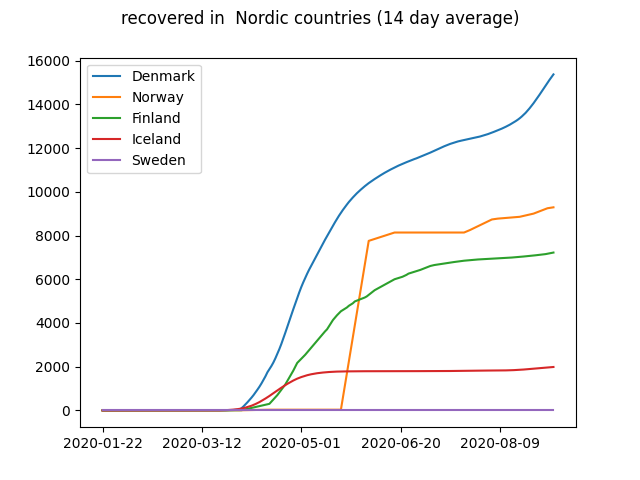 recovered in  Nordic countries (14 day average)
16000
14000
12000
10000
8000
6000
4000
2000
0
Denmark
Norway
Finland
Iceland
Sweden
2020-01-22
2020-03-12
2020-05-01
2020-06-20
2020-08-09